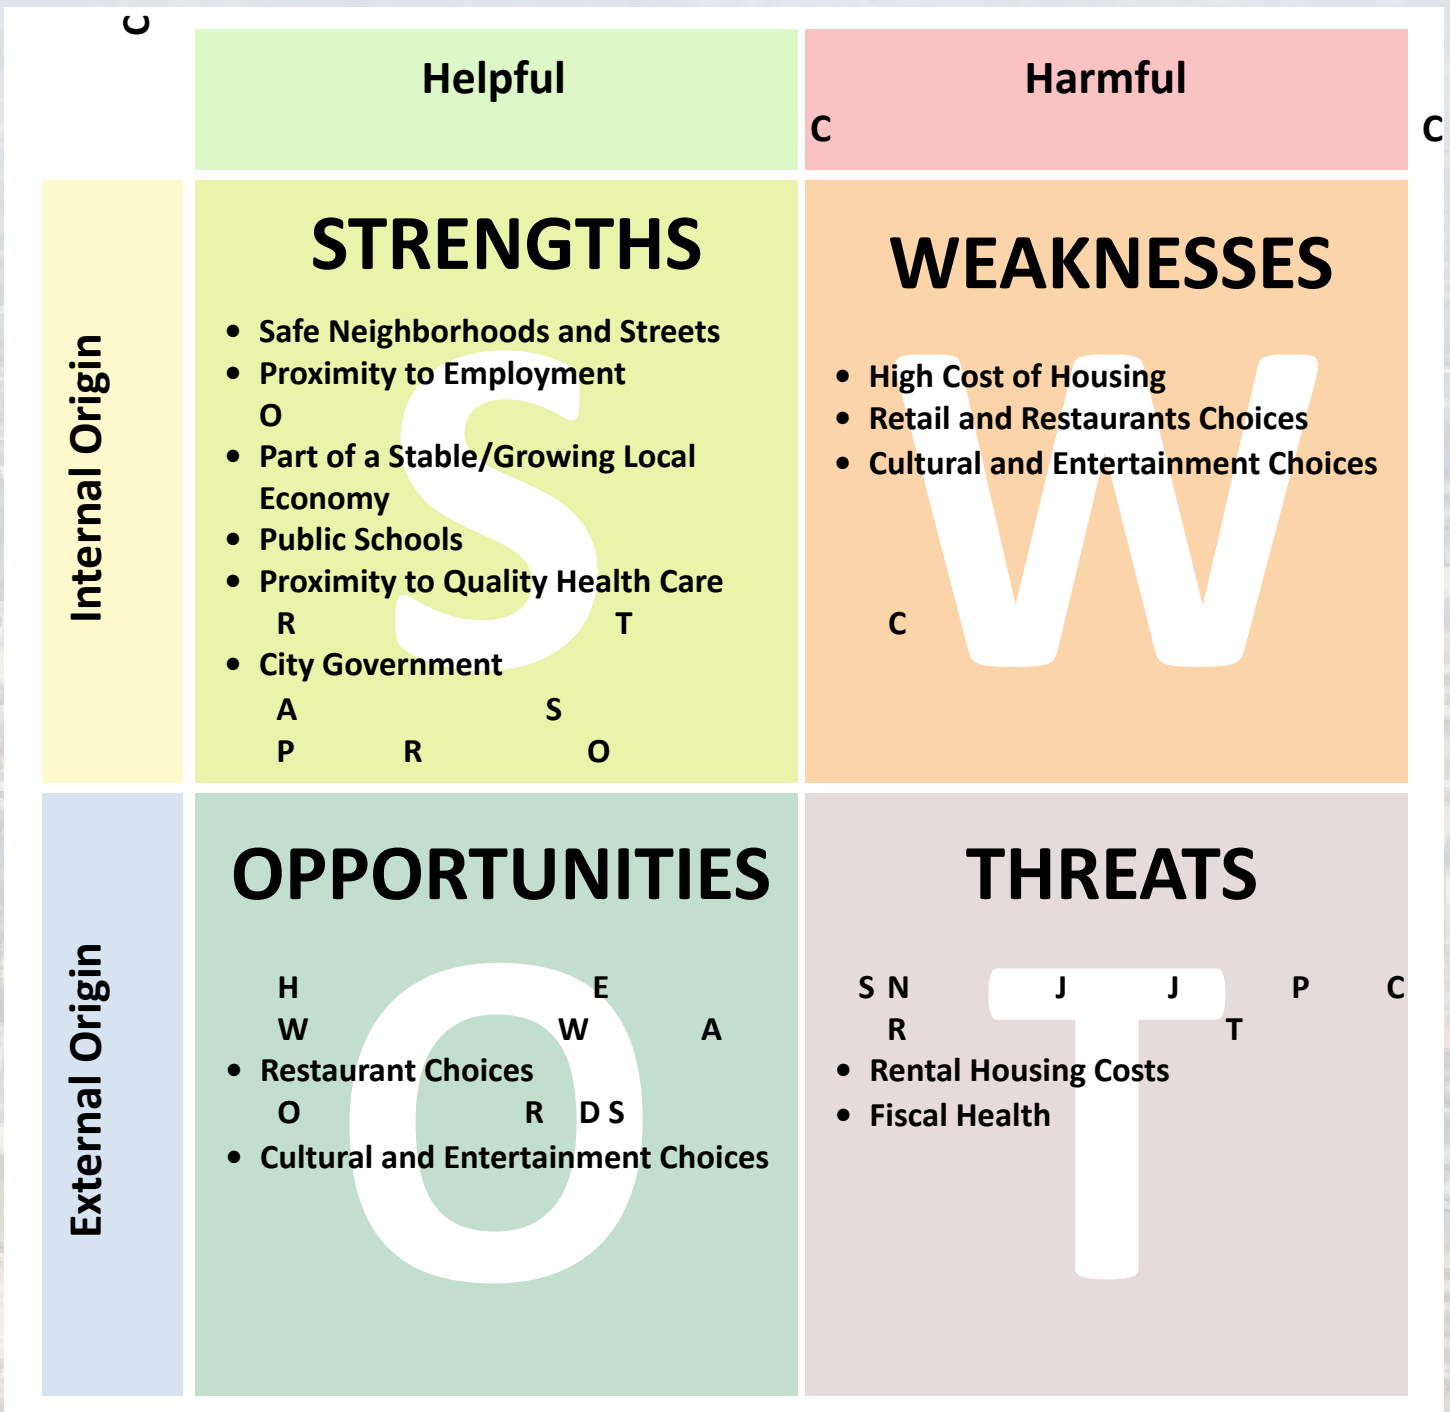 C
Helpful
Harmful
C
C
Internal Origin
STRENGTHS
• Safe Neighborhoods and Streets
• Proximity to Employment
O
• Part of a Stable/Growing Local
Economy
• Public Schools
• Proximity to Quality Health Care
R T
• City Government
A S
P R O
S
WEAKNESSES
• High Cost of Housing
• Retail and Restaurants Choices
• Cultural and Entertainment Choices
C
W
External Origin
OPPORTUNITIES
H E
W W A
• Restaurant Choices
O R D S
• Cultural and Entertainment Choices
O
THREATS
S N J J P C
R T
• Rental Housing Costs
• Fiscal Health
T